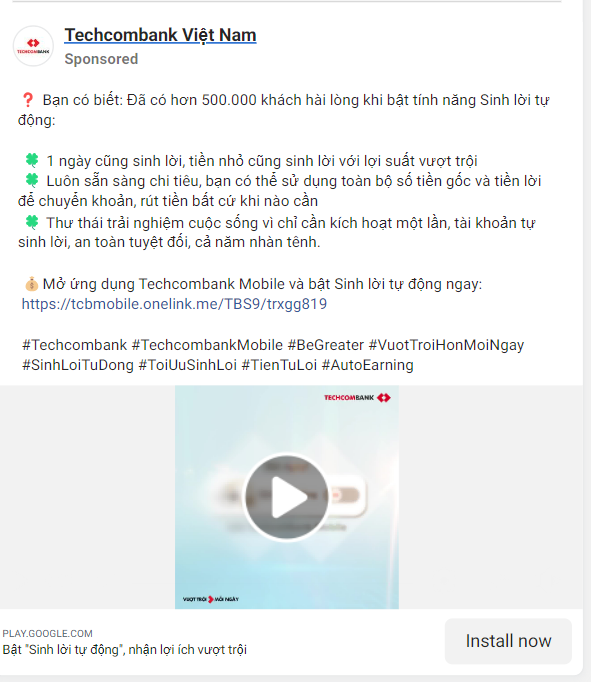 Techcombank Việt Nam
TECHCOMBANK
Sponsored
❓ Bạn có biết: Đã có hơn 500.000 khách hài lòng khi bật tính năng Sinh lời tự
động:
🍀 1 ngày cũng sinh lời, tiền nhỏ cũng sinh lời với lợi suất vượt trội
🍀 Luôn sẵn sàng chi tiêu, bạn có thể sử dụng toàn bộ số tiền gốc và tiền lời
để chuyển khoản, rút tiền bất cứ khi nào cần
🍀 Thư thái trải nghiệm cuộc sống vì chỉ cần kích hoạt một lần, tài khoản tự
sinh lời, an toàn tuyệt đối, cả năm nhàn tênh.
💰 Mở ứng dụng Techcombank Mobile và bật Sinh lời tự động ngay:
https://tcbmobile.onelink.me/TBS9/trxgg819
#Techcombank #TechcombankMobile #BeGreater #VuotTroiHonMoiNgay
#SinhLoiTuDong #ToiUuSinhLoi #TienTuLoi #AutoEarning
TECHCOMBANK
VƯỢT TRỘI MỖI NGÀY
PLAY.GOOGLE.COM
Bật "Sinh lời tự động", nhận lợi ích vượt trội
Install now